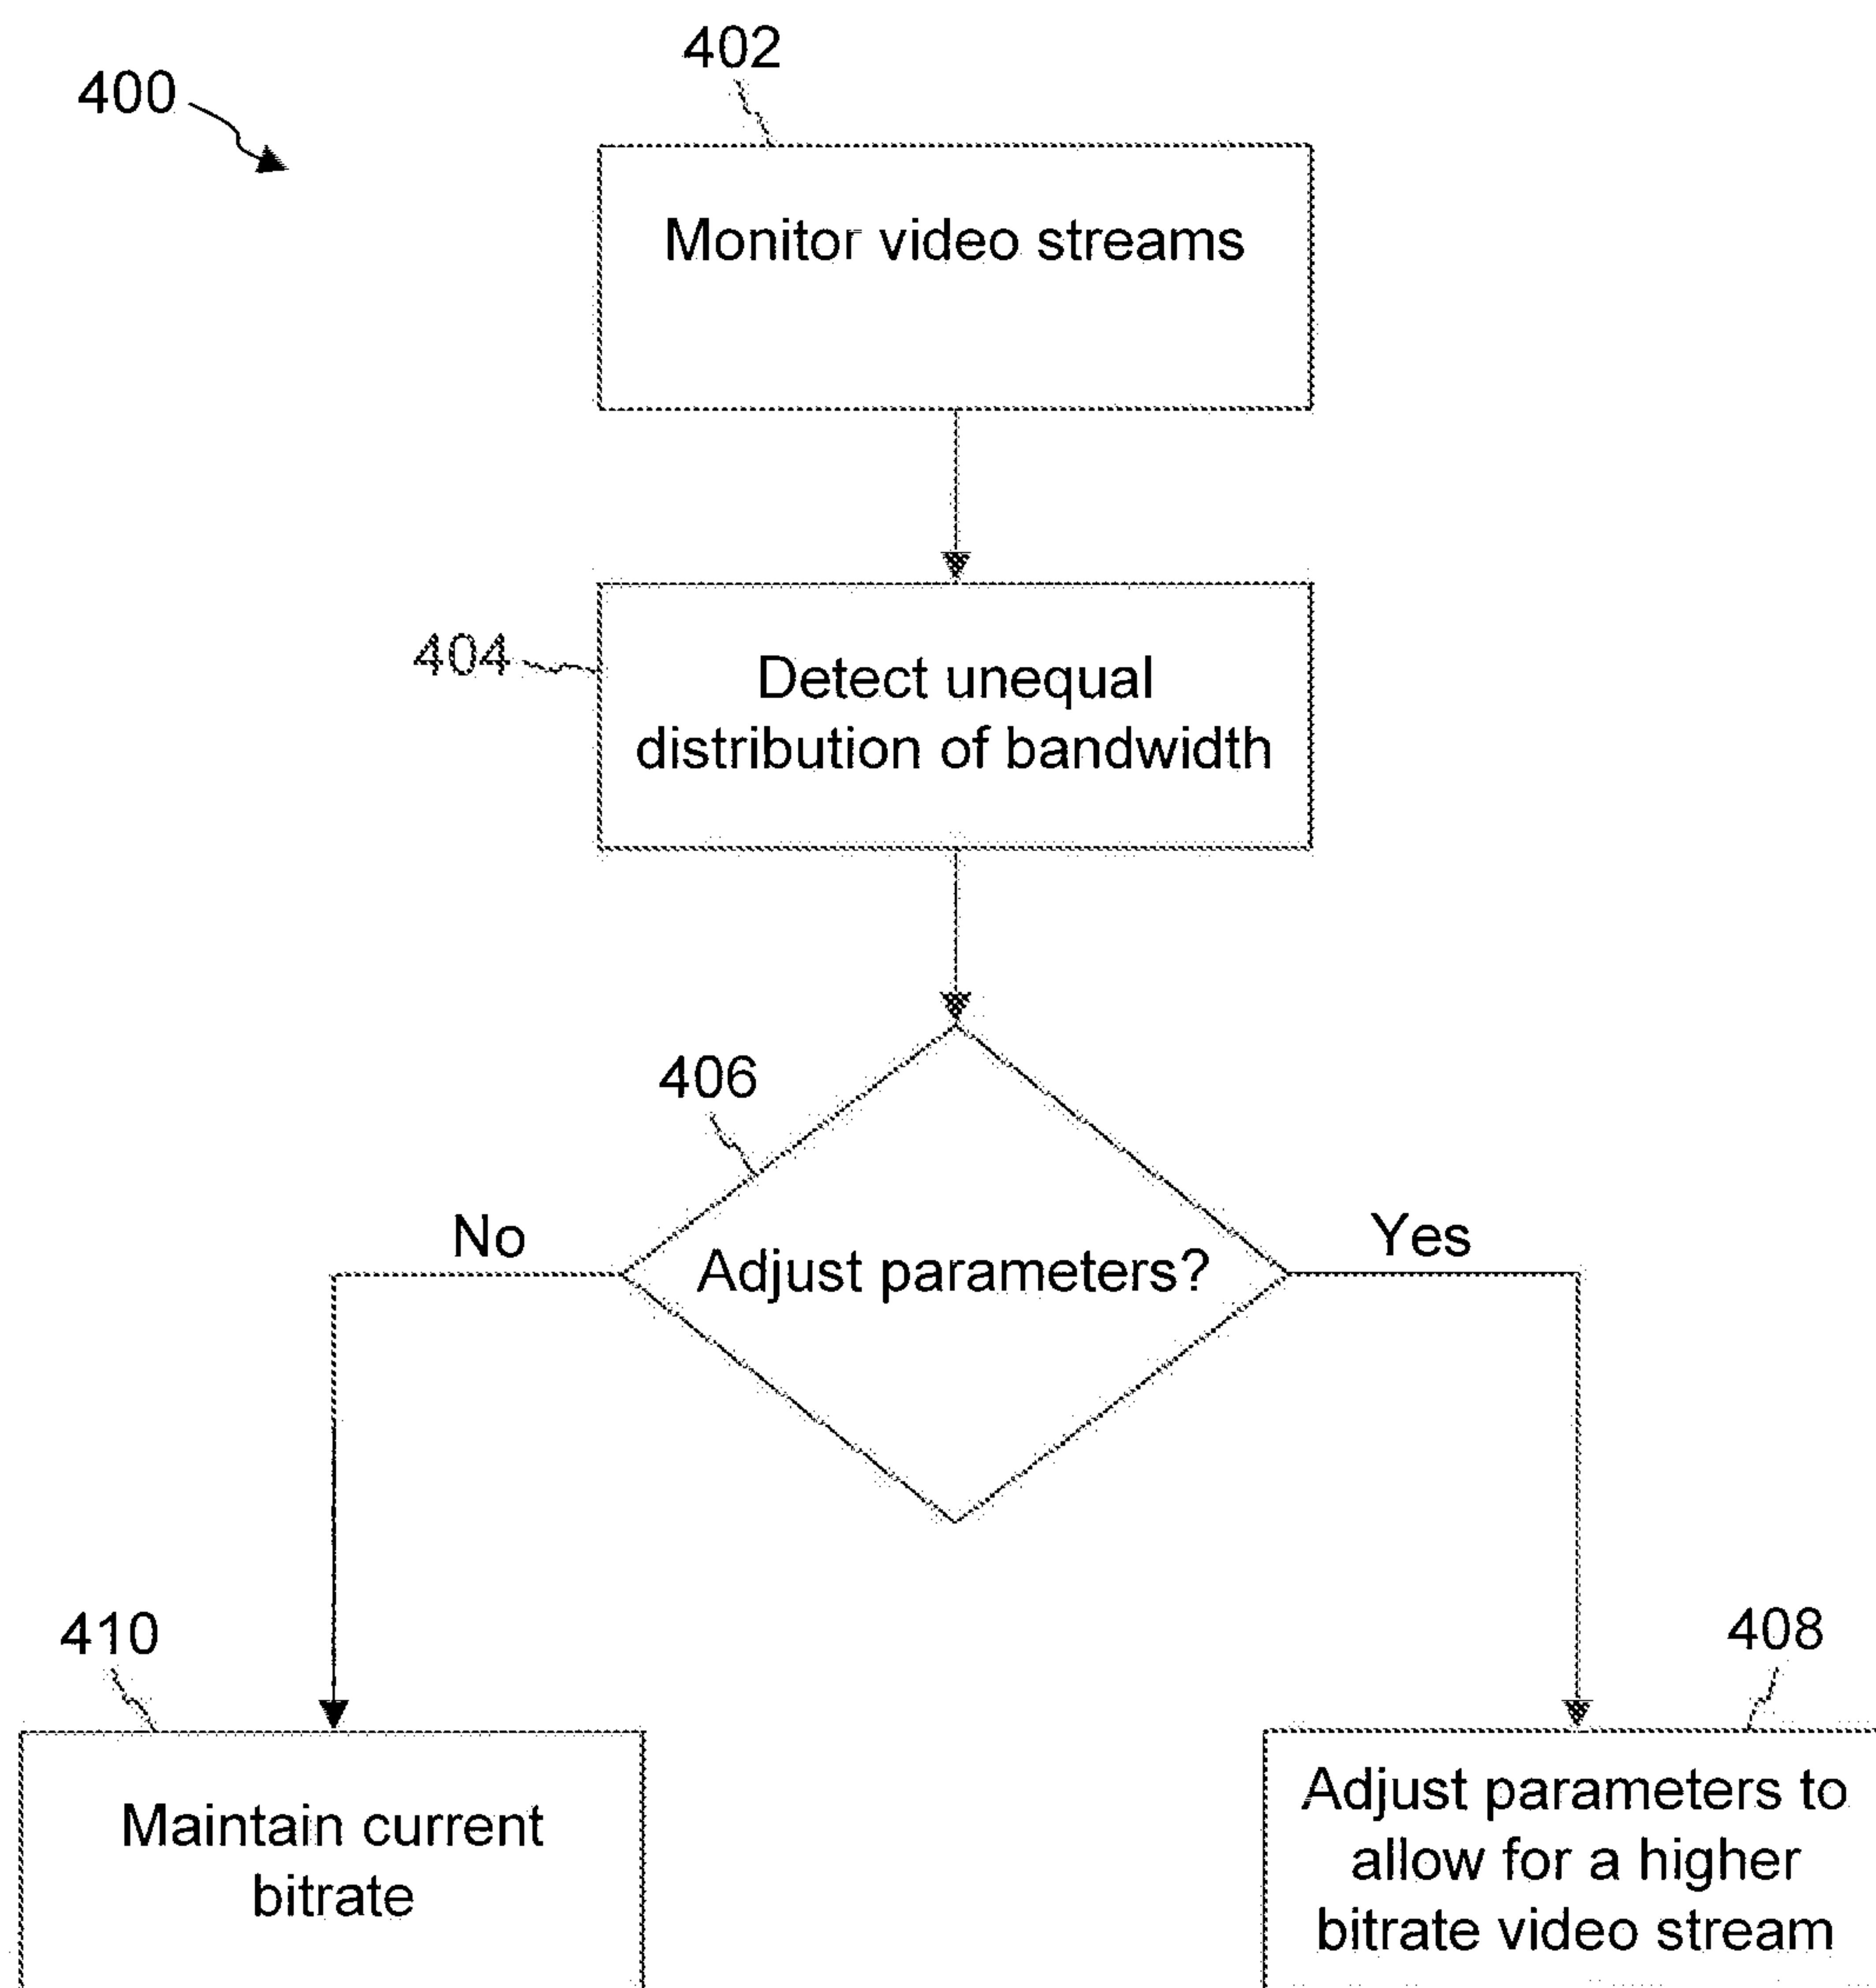 400
402
Monitor video streams
404
Detect unequal
distribution of bandwidth
406
Adjust parameters?
No
Yes
410
Maintain current
bitrate
408
Adjust parameters to
allow for a higher
bitrate video stream